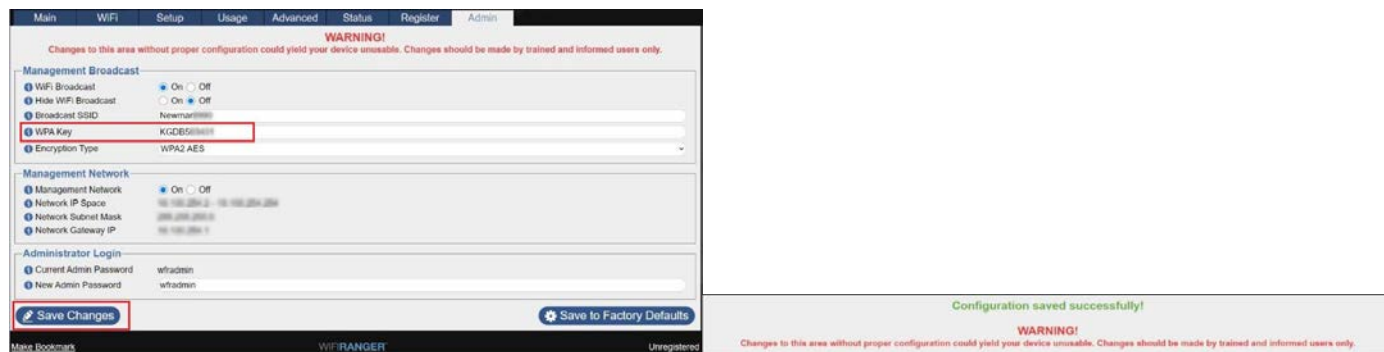 Main WiFi Setup Usage Advanced Status Register Admin
WARNING!
Changes to this area without proper configuration could yield your device unusable. Changes should be made by trained and informed users only.
Management Broadcast
WiFi Broadcast On Off
Hide WiFi Broadcast On Off
Broadcast SSID Newmar
WPA Key KGDB5
Encryption Type WPA2 AES
Management Network
Management Network On Off
Network IP Space
Network Subnet Mask
Network Gateway IP
Administrator Login
Current Admin Password wfradmin
New Admin Password wfradmin
Save Changes Save to Factory Defaults
Make Bookmark WIFIRANGER Unregistered
Configuration saved successfully!
WARNING!
Changes to this area without proper configuration could yield your device unusable. Changes should be made by trained and informed users only.